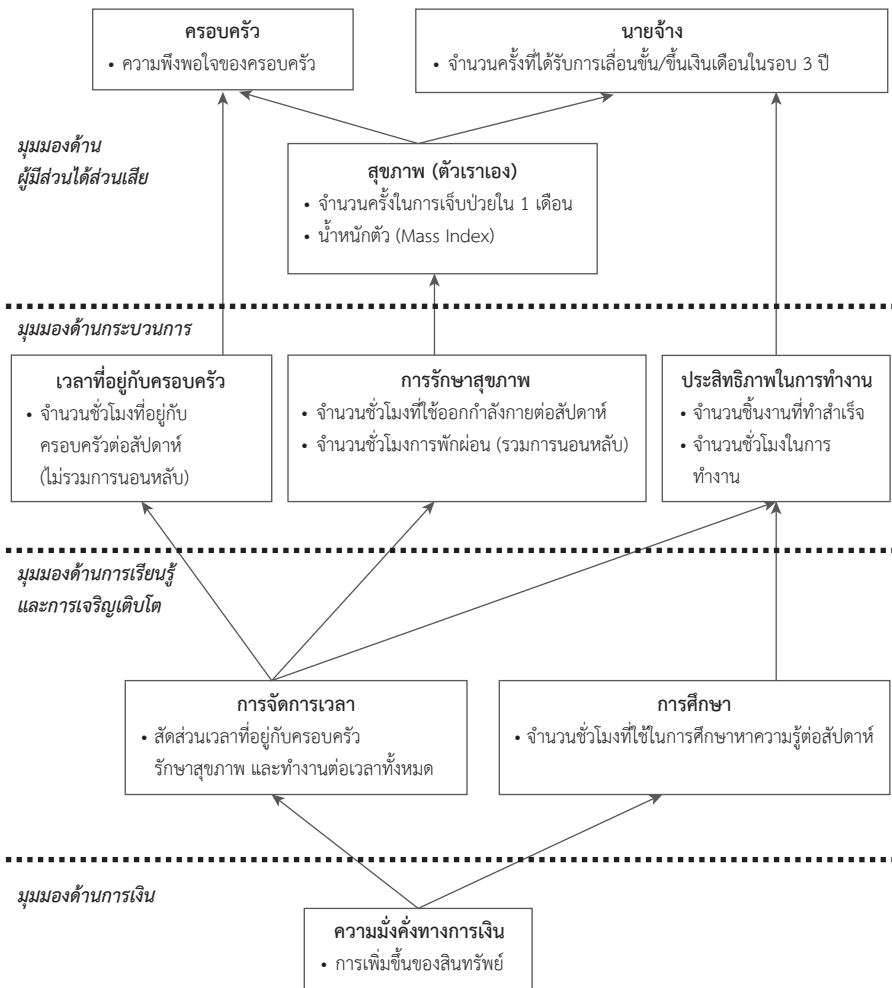 ครอบครัว
• ความพึงพอใจของครอบครัว
นายจ้าง
• จำนวนครั้งที่ได้รับการเลื่อนขั้น/ขึ้นเงินเดือนในรอบ 3 ปี
มุมมองด้าน
ผู้มีส่วนได้ส่วนเสีย
สุขภาพ (ตัวเราเอง)
• จำนวนครั้งในการเจ็บป่วยใน 1 เดือน
• น้ำหนักตัว (Mass Index)
มุมมองด้านกระบวนการ
เวลาที่อยู่กับครอบครัว
• จำนวนชั่วโมงที่อยู่กับ
ครอบครัวต่อสัปดาห์
(ไม่รวมการนอนหลับ)
การรักษาสุขภาพ
• จำนวนชั่วโมงที่ใช้ออกกำลังกายต่อสัปดาห์
• จำนวนชั่วโมงการพักผ่อน (รวมการนอนหลับ)
ประสิทธิภาพในการทำงาน
• จำนวนชิ้นงานที่ทำสำเร็จ
• จำนวนชั่วโมงในการ
ทำงาน
มุมมองด้านการเรียนรู้
และการเจริญเติบโต
การจัดการเวลา
• สัดส่วนเวลาที่อยู่กับครอบครัว
รักษาสุขภาพ และทำงานต่อเวลาทั้งหมด
การศึกษา
• จำนวนชั่วโมงที่ใช้ในการศึกษาหาความรู้ต่อสัปดาห์
มุมมองด้านการเงิน
ความมั่งคั่งทางการเงิน
• การเพิ่มขึ้นของสินทรัพย์